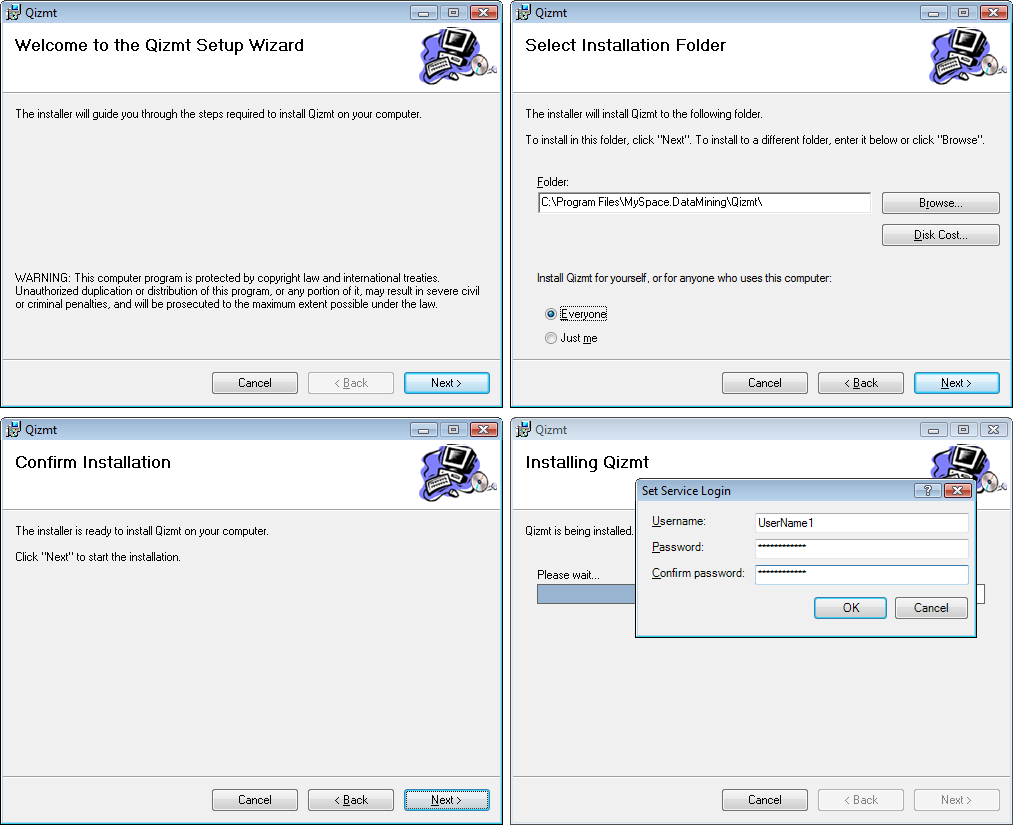 Qizmt
Welcome to the Qizmt Setup Wizard
The installer will guide you through the steps required to install Qizmt on your computer.
WARNING: This computer program is protected by copyright law and international treaties.
Unauthorized duplication or distribution of this program, or any portion of it, may result in severe civil
or criminal penalties, and will be prosecuted to the maximum extent possible under the law.
Cancel
< Back
Next >
Qizmt
Select Installation Folder
The installer will install Qizmt to the following folder.
To install in this folder, click "Next". To install to a different folder, enter it below or click "Browse".
Folder:
C:\Program Files\MySpace.DataMining\Qizmt\
Browse...
Disk Cost...
Install Qizmt for yourself, or for anyone who uses this computer:
Everyone
Just me
Cancel
< Back
Next >
Qizmt
Confirm Installation
The installer is ready to install Qizmt on your computer.
Click "Next" to start the installation.
Cancel
< Back
Next >
Qizmt
Installing Qizmt
Qizmt is being installed.
Please wait...
Set Service Login
?
Username:
UserName1
Password:
************
Confirm password:
************
OK
Cancel
Cancel
< Back
Next >